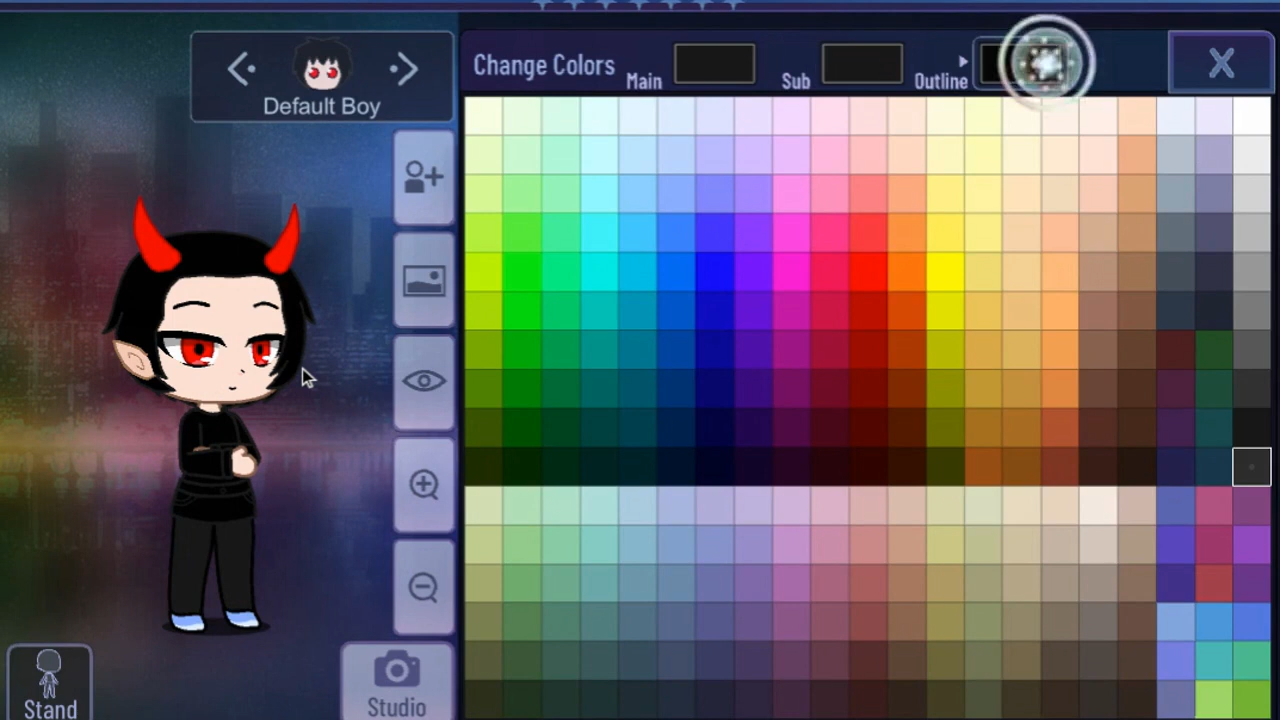 Default Boy
Change Colors
Main
Sub
Outline
X
Stand
Studio